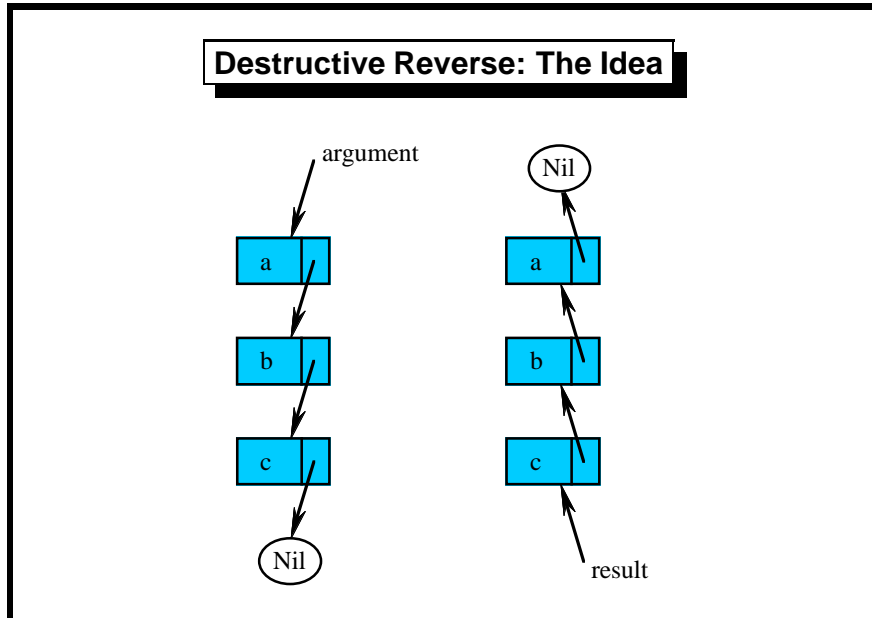 Destructive Reverse: The Idea
argument
Nil
a
a
b
b
c
c
Nil
result